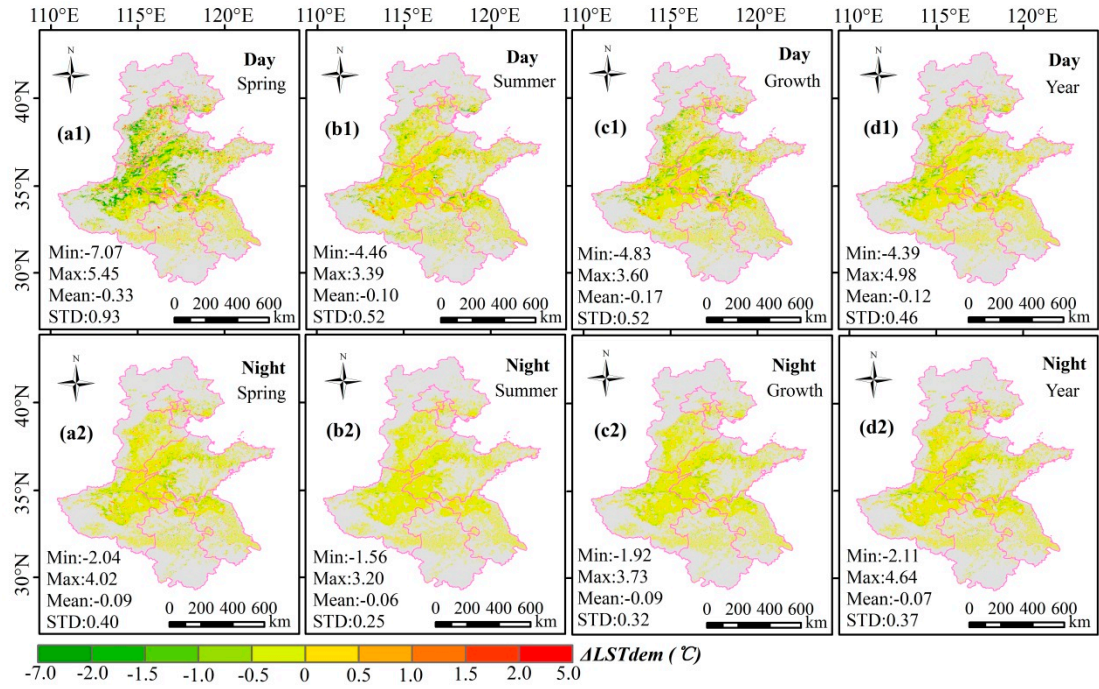 110°E 115°E 120°E 110°E 115°E 120°E 110°E 115°E 120°E 110°E 115°E 120°E
N
Day
Spring
(a1)
Min:-7.07
Max:5.45
Mean:-0.33
STD:0.93
0 200 400 600
km
N
Day
Summer
(b1)
Min:-4.46
Max:3.39
Mean:-0.10
STD:0.52
0 200 400 600
km
N
Day
Growth
(c1)
Min:-4.83
Max:3.60
Mean:-0.17
STD:0.52
0 200 400 600
km
N
Day
Year
(d1)
Min:-4.39
Max:4.98
Mean:-0.12
STD:0.46
0 200 400 600
km
40°N
35°N
30°N
N
Night
Spring
(a2)
Min:-2.04
Max:4.02
Mean:-0.09
STD:0.40
0 200 400 600
km
N
Night
Summer
(b2)
Min:-1.56
Max:3.20
Mean:-0.06
STD:0.25
0 200 400 600
km
N
Night
Growth
(c2)
Min:-1.92
Max:3.73
Mean:-0.09
STD:0.32
0 200 400 600
km
N
Night
Year
(d2)
Min:-2.11
Max:4.64
Mean:-0.07
STD:0.37
0 200 400 600
km
40°N
35°N
30°N
-7.0 -2.0 -1.5 -1.0 -0.5 0 0.5 1.0 1.5 2.0 5.0
ΔLSTdem (℃)